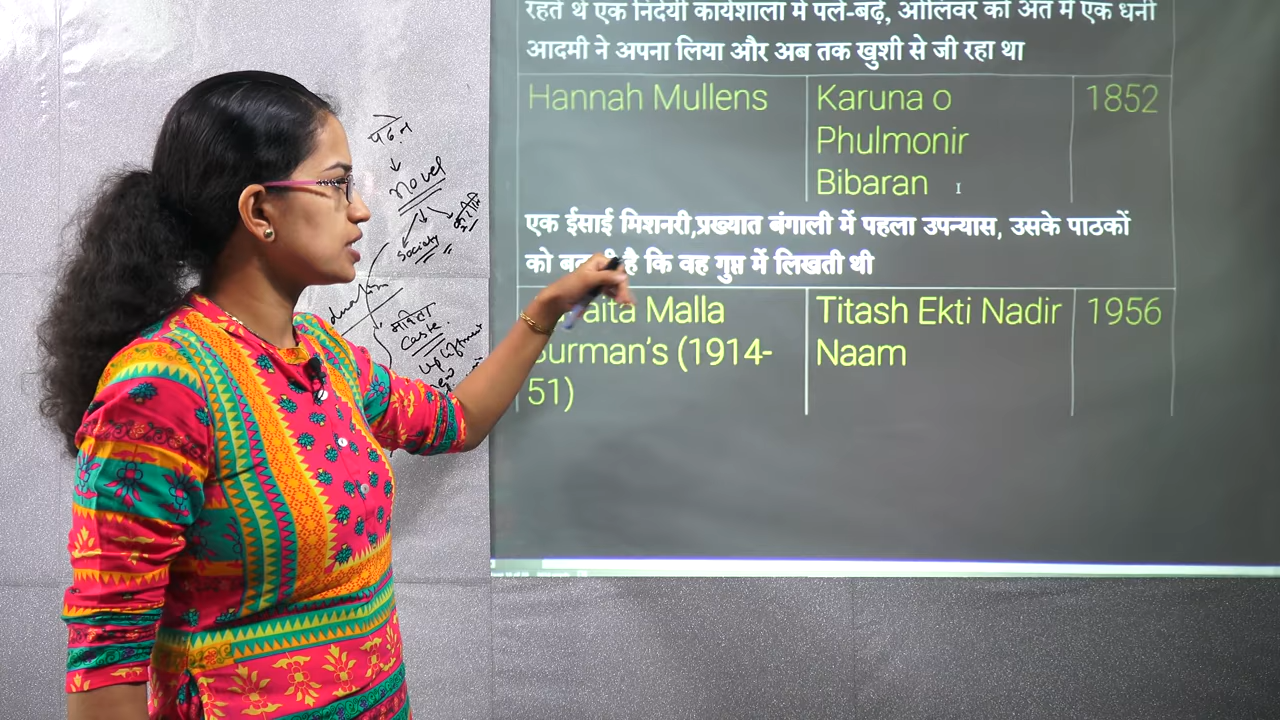 रहते थे एक निर्दयी कार्यशाला में पले-बढ़े, ओलिवर को अंत में एक धनी
आदमी ने अपना लिया और अब तक खुशी से जी रहा था
Hannah Mullens
Karuna o
Phulmonir
Bibaran
1852
एक ईसाई मिशनरी,प्रख्यात बंगाली में पहला उपन्यास, उसके पाठकों
को है कि वह गुप्त में लिखती थी
Malla
Burman's (1914-
51)
Titash Ekti Nadir
Naam
1956
novel
society
caste
upliftment